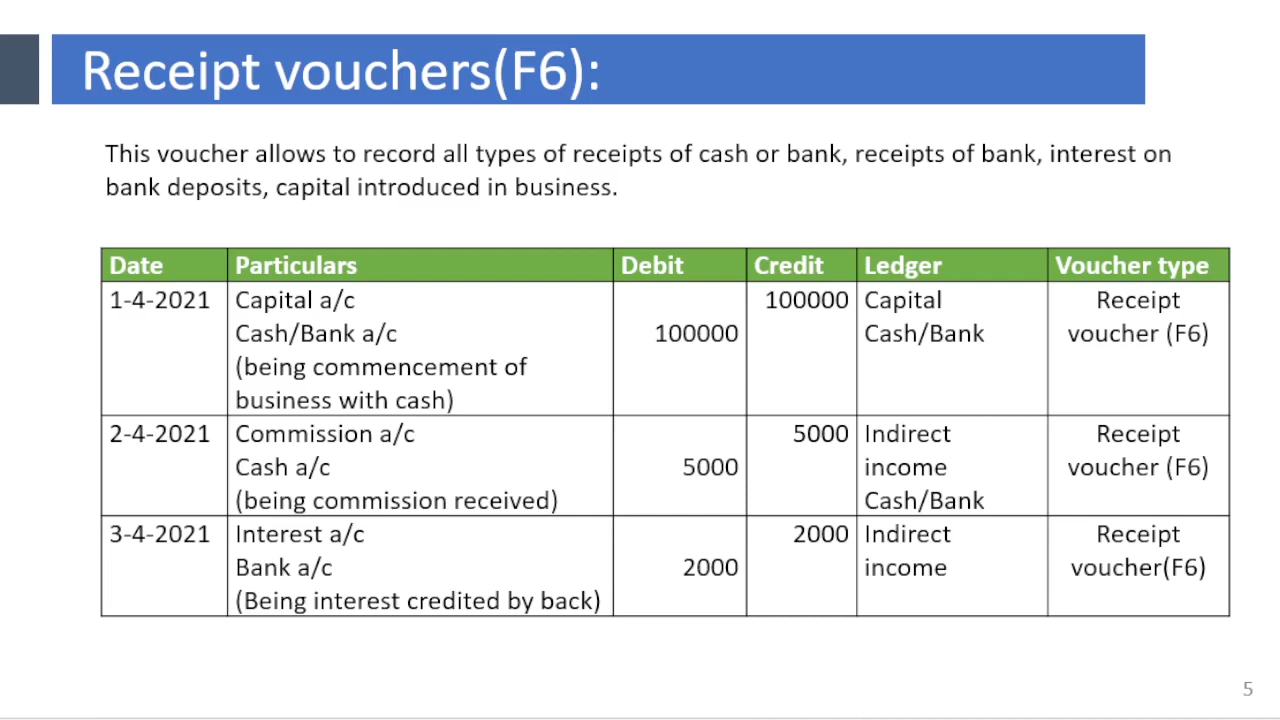 Receipt vouchers(F6):
This voucher allows to record all types of receipts of cash or bank, receipts of bank, interest on
bank deposits, capital introduced in business.
Date Particulars Debit Credit Ledger Voucher type
1-4-2021 Capital a/c 100000 Capital Receipt
Cash/Bank a/c 100000 Cash/Bank voucher (F6)
(being commencement of
business with cash)
2-4-2021 Commission a/c 5000 Indirect Receipt
Cash a/c 5000 income voucher (F6)
(being commission received) Cash/Bank
3-4-2021 Interest a/c 2000 Indirect Receipt
Bank a/c 2000 income voucher(F6)
(Being interest credited by back)
5